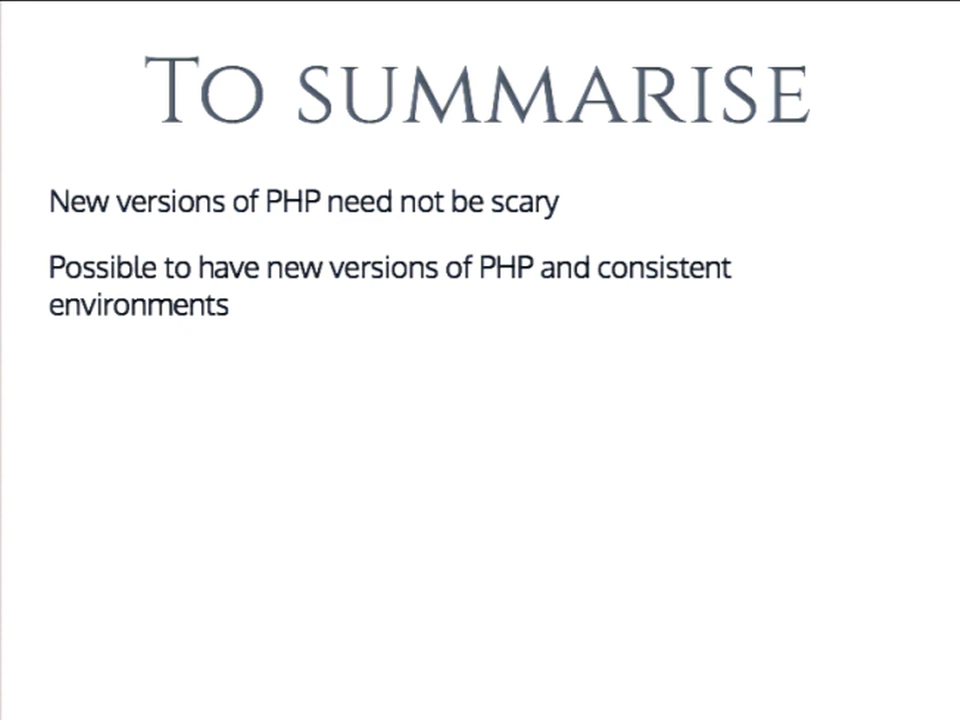 To summarise
New versions of PHP need not be scary
Possible to have new versions of PHP and consistent
environments